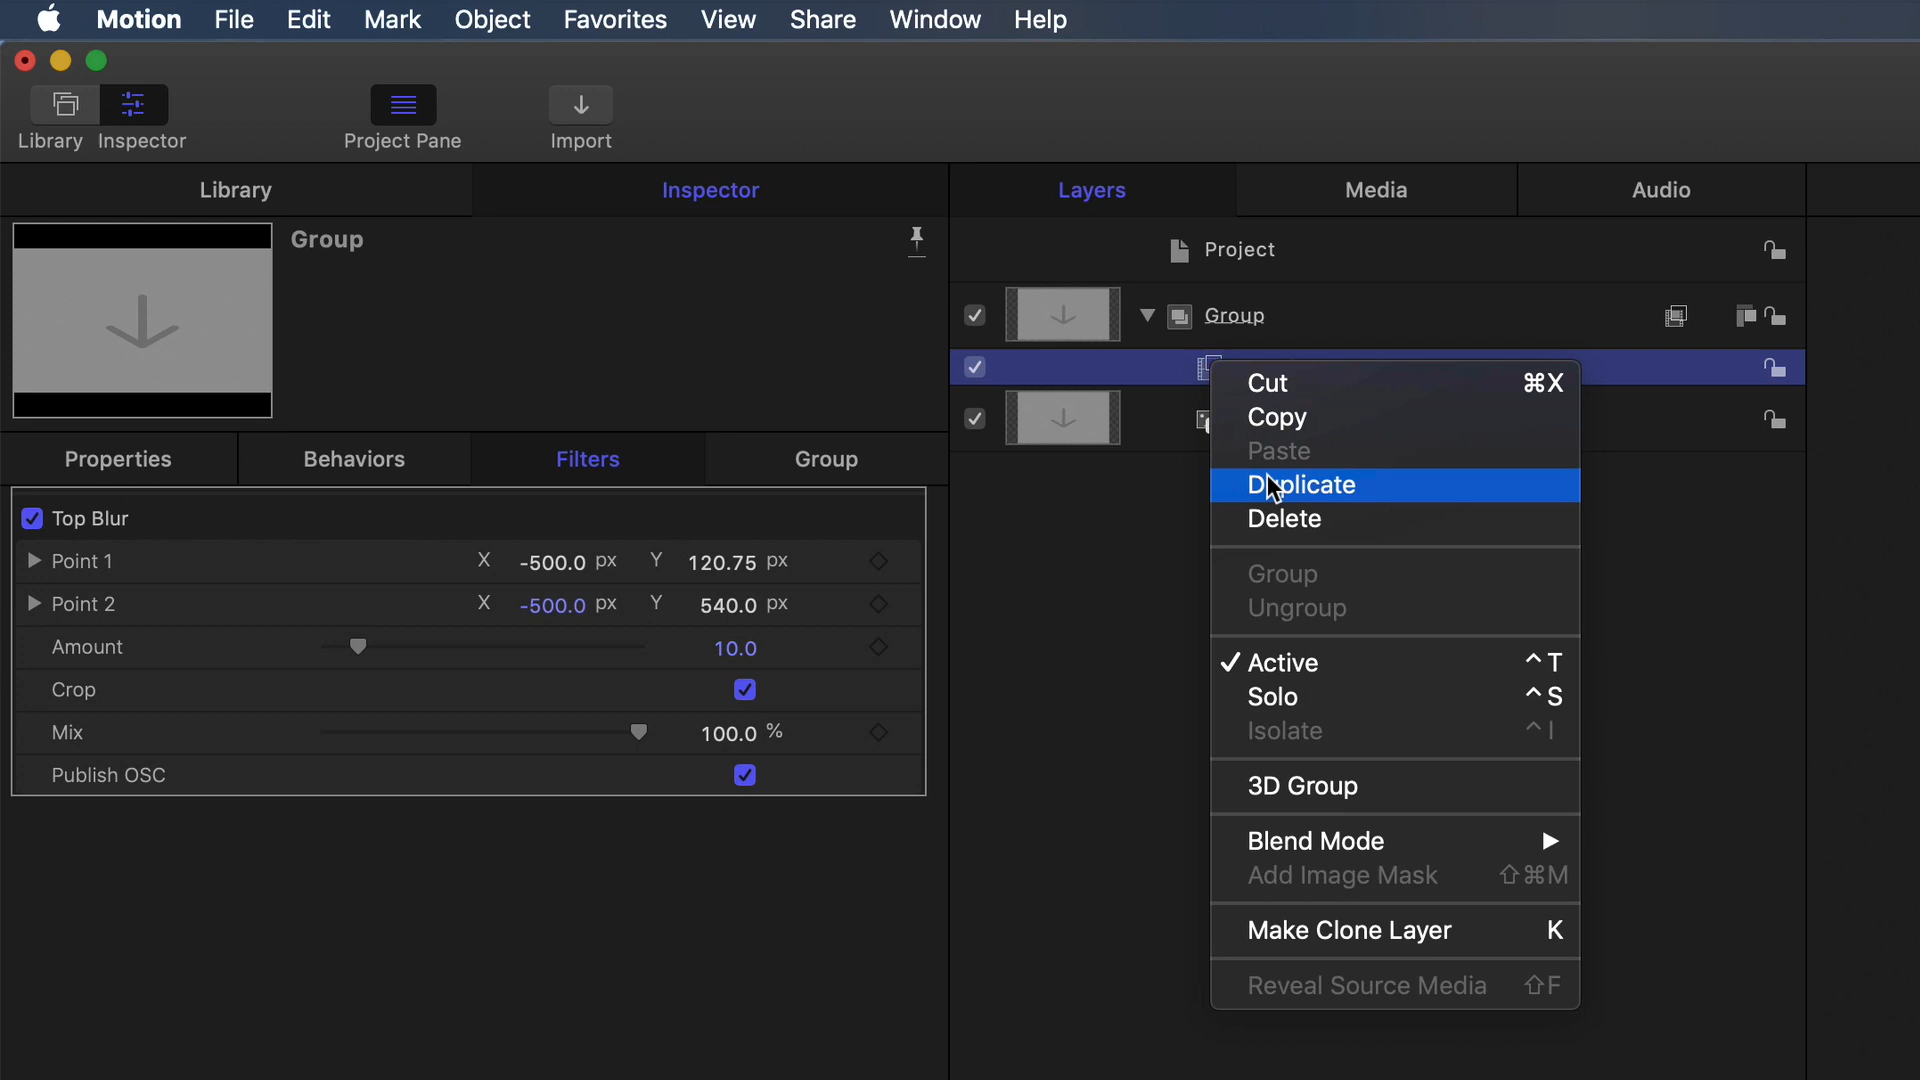 Motion File Edit Mark Object Favorites View Share Window Help
Library Inspector Project Pane Import
Library Inspector Layers Media Audio
Group
Project
Group
Properties Behaviors Filters Group
Top Blur
Point 1 X -500.0 px Y 120.75 px
Point 2 X -500.0 px Y 540.0 px
Amount 10.0
Crop
Mix 100.0 %
Publish OSC
Cut ⌘X
Copy
Paste
Duplicate
Delete
Group
Ungroup
✓ Active ^T
Solo ^S
Isolate ^I
3D Group
Blend Mode ▶
Add Image Mask ⇧⌘M
Make Clone Layer K
Reveal Source Media ⇧F